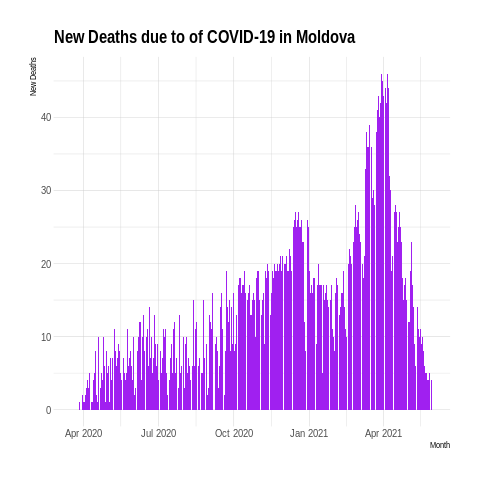 New Deaths due to of COVID-19 in Moldova
New Deaths
40
30
20
10
0
Apr 2020 Jul 2020 Oct 2020 Jan 2021 Apr 2021
Month